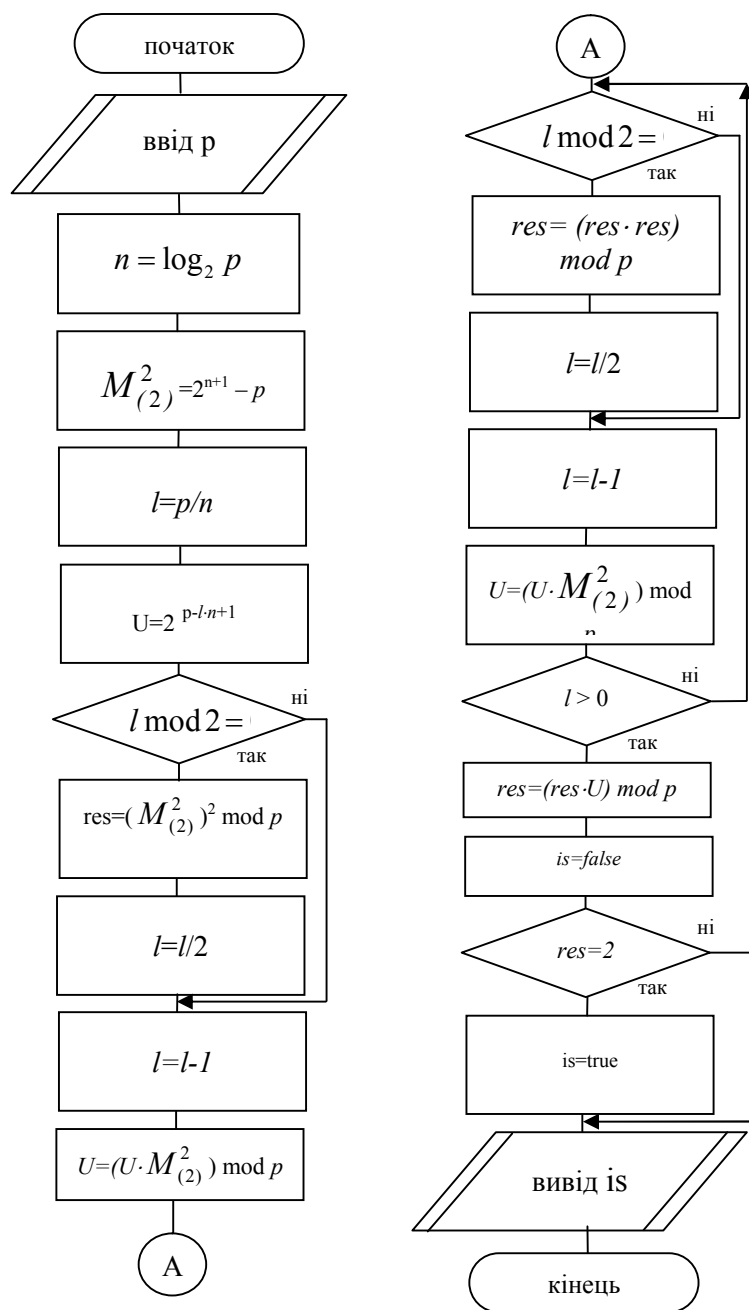 початок
ввід p
n = log₂ p
M²₍₂₎ =2ⁿ⁺¹ – p
l=p/n
U=2 ᵖ⁻ˡ·ⁿ⁺¹
l mod 2 =
ні
так
res=( M²₍₂₎ )² mod p
l=l/2
l=l-1
U=(U· M²₍₂₎ ) mod p
A
A
l mod 2 =
ні
так
res= (res · res)
mod p
l=l/2
l=l-1
U=(U· M²₍₂₎ ) mod
l > 0
ні
так
res=(res·U) mod p
is=false
res=2
ні
так
is=true
вивід is
кінець